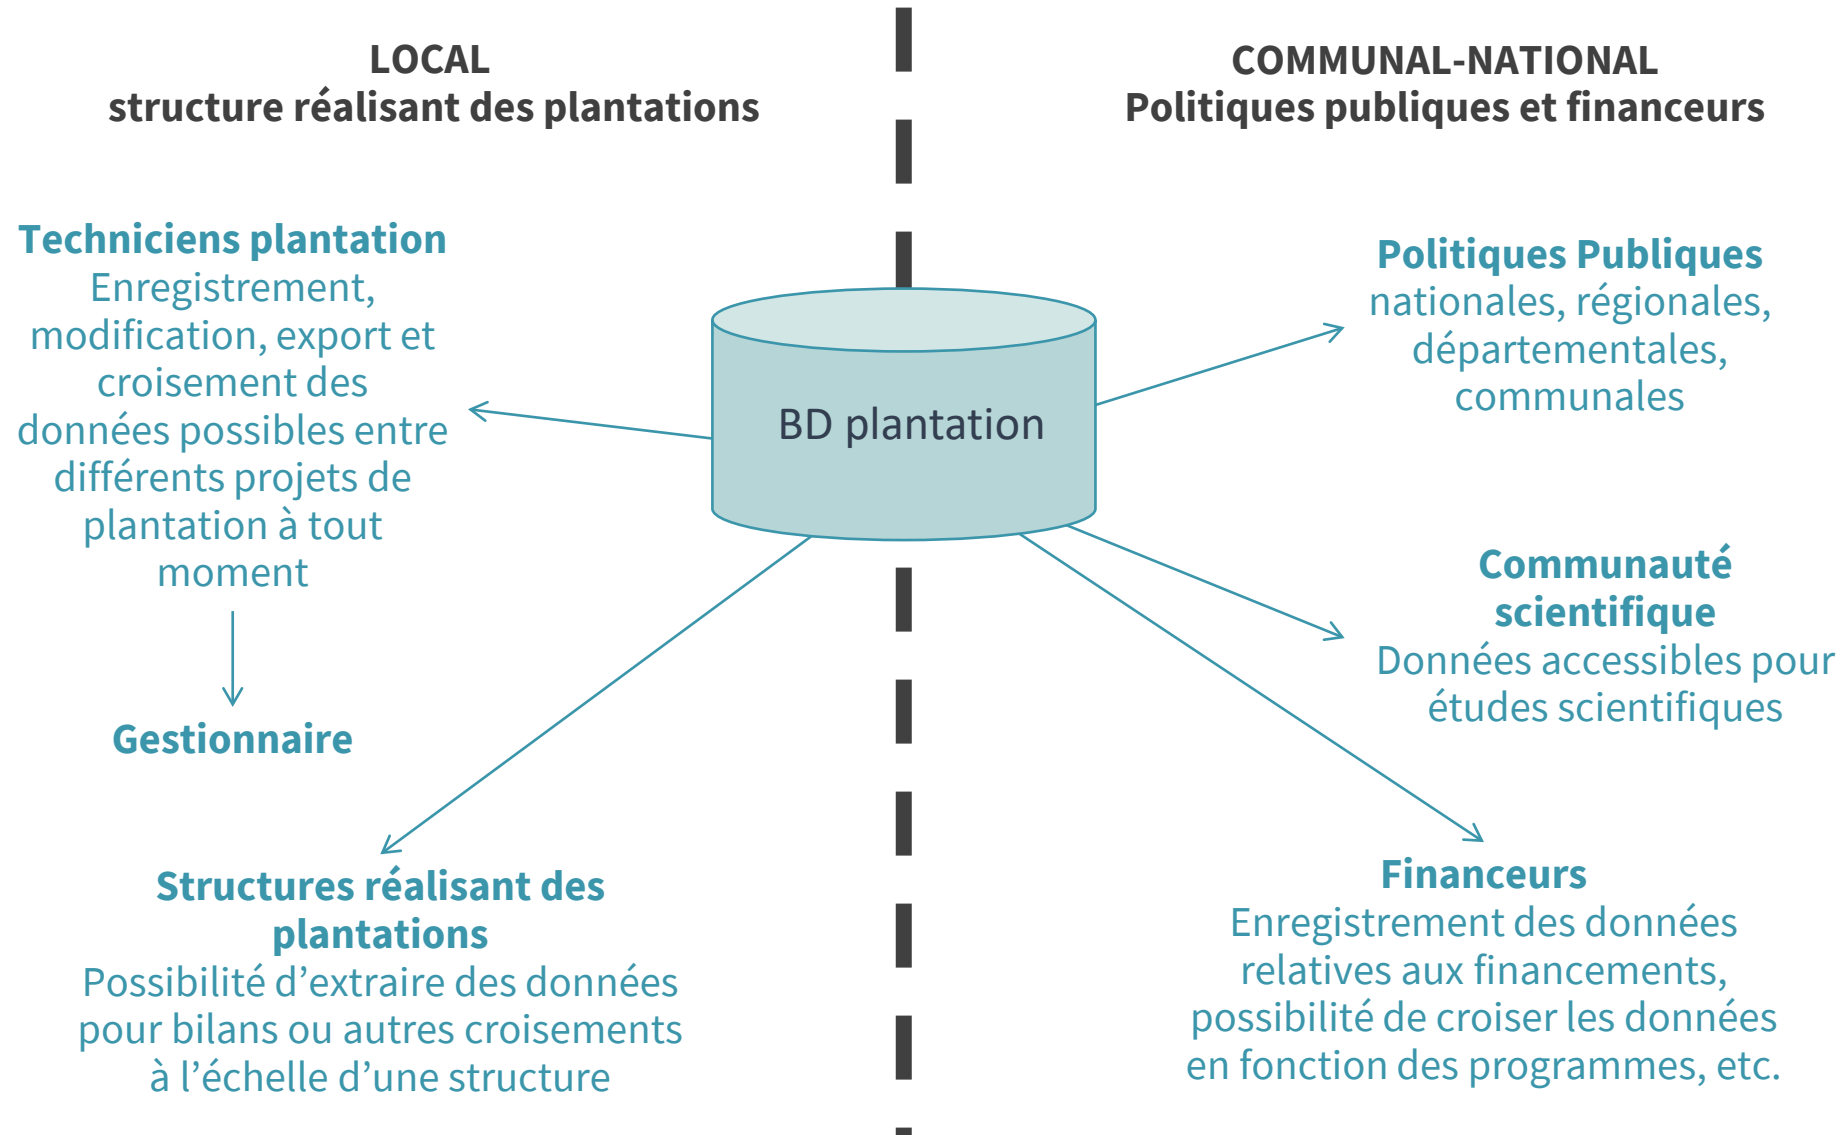 LOCAL
structure réalisant des plantations
COMMUNAL-NATIONAL
Politiques publiques et financeurs
Techniciens plantation
Enregistrement,
modification, export et
croisement des
données possibles entre
différents projets de
plantation à tout
moment
Gestionnaire
Structures réalisant des
plantations
Possibilité d’extraire des données
pour bilans ou autres croisements
à l’échelle d’une structure
BD plantation
Politiques Publiques
nationales, régionales,
départementales,
communales
Communauté
scientifique
Données accessibles pour
études scientifiques
Financeurs
Enregistrement des données
relatives aux financements,
possibilité de croiser les données
en fonction des programmes, etc.